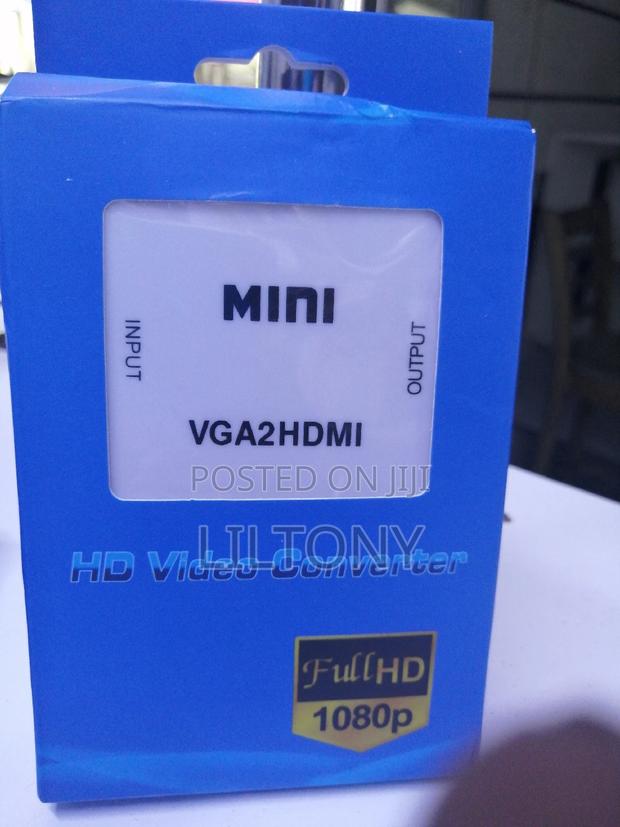 MINI
INPUT
OUTPUT
VGA2HDMI
POSTED ON JIJI
LILTONY
HD Video Converter
Full HD
1080p